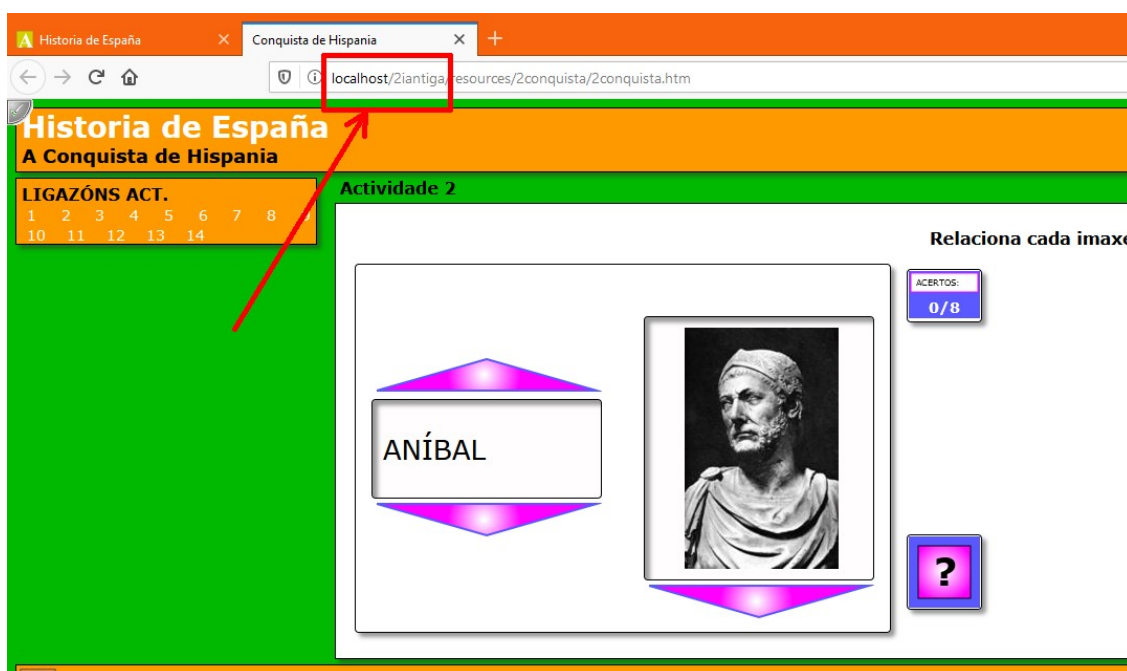 Historia de España
Conquista de Hispania
localhost/2iantiga/resources/2conquista/2conquista.htm
Historia de España
A Conquista de Hispania
LIGAZÓNS ACT.
1 2 3 4 5 6 7 8 9
10 11 12 13 14
Actividade 2
Relaciona cada imaxe
ACERTOS:
0/8
ANÍBAL
?